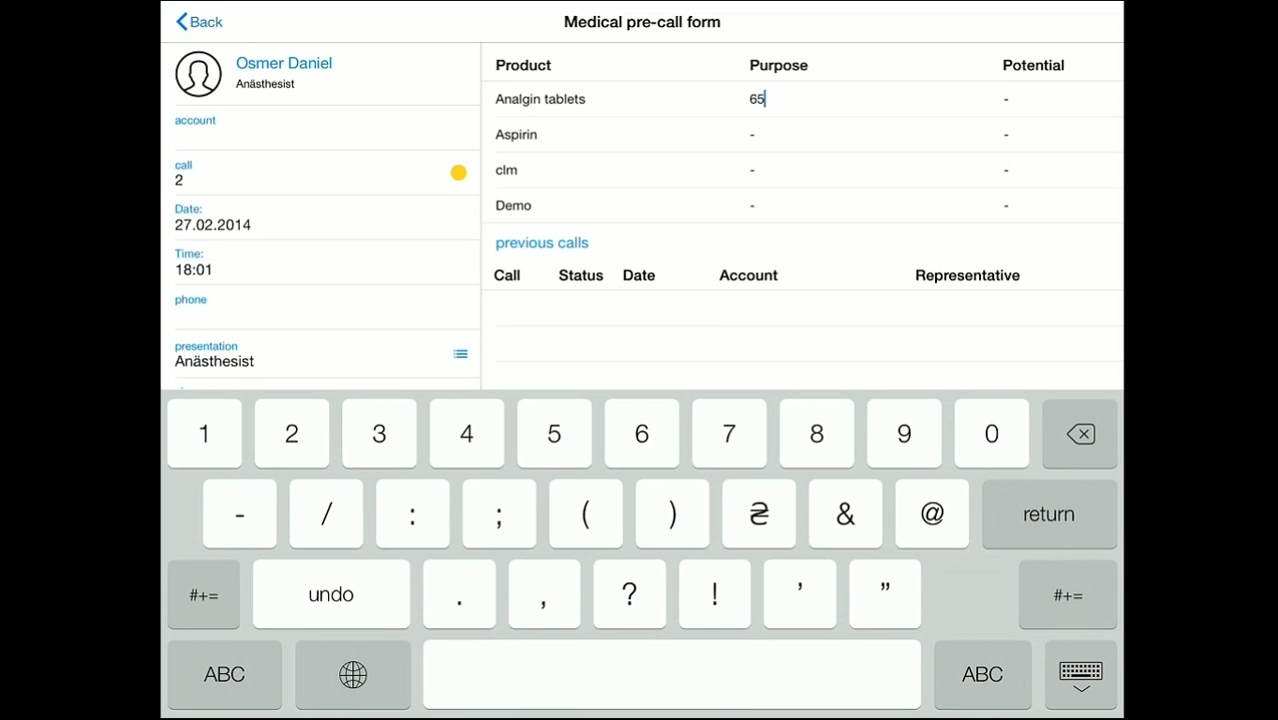 Back
Medical pre-call form
Osmer Daniel
Anästhesist
account
call
2
Date:
27.02.2014
Time:
18:01
phone
presentation
Anästhesist
Product Purpose Potential
Analgin tablets 65 -
Aspirin - -
clm - -
Demo - -
previous calls
Call Status Date Account Representative
1 2 3 4 5 6 7 8 9 0
- / : ; ( ) ₴ & @ return
#+= undo . , ? ! ’ ” #+=
ABC ABC